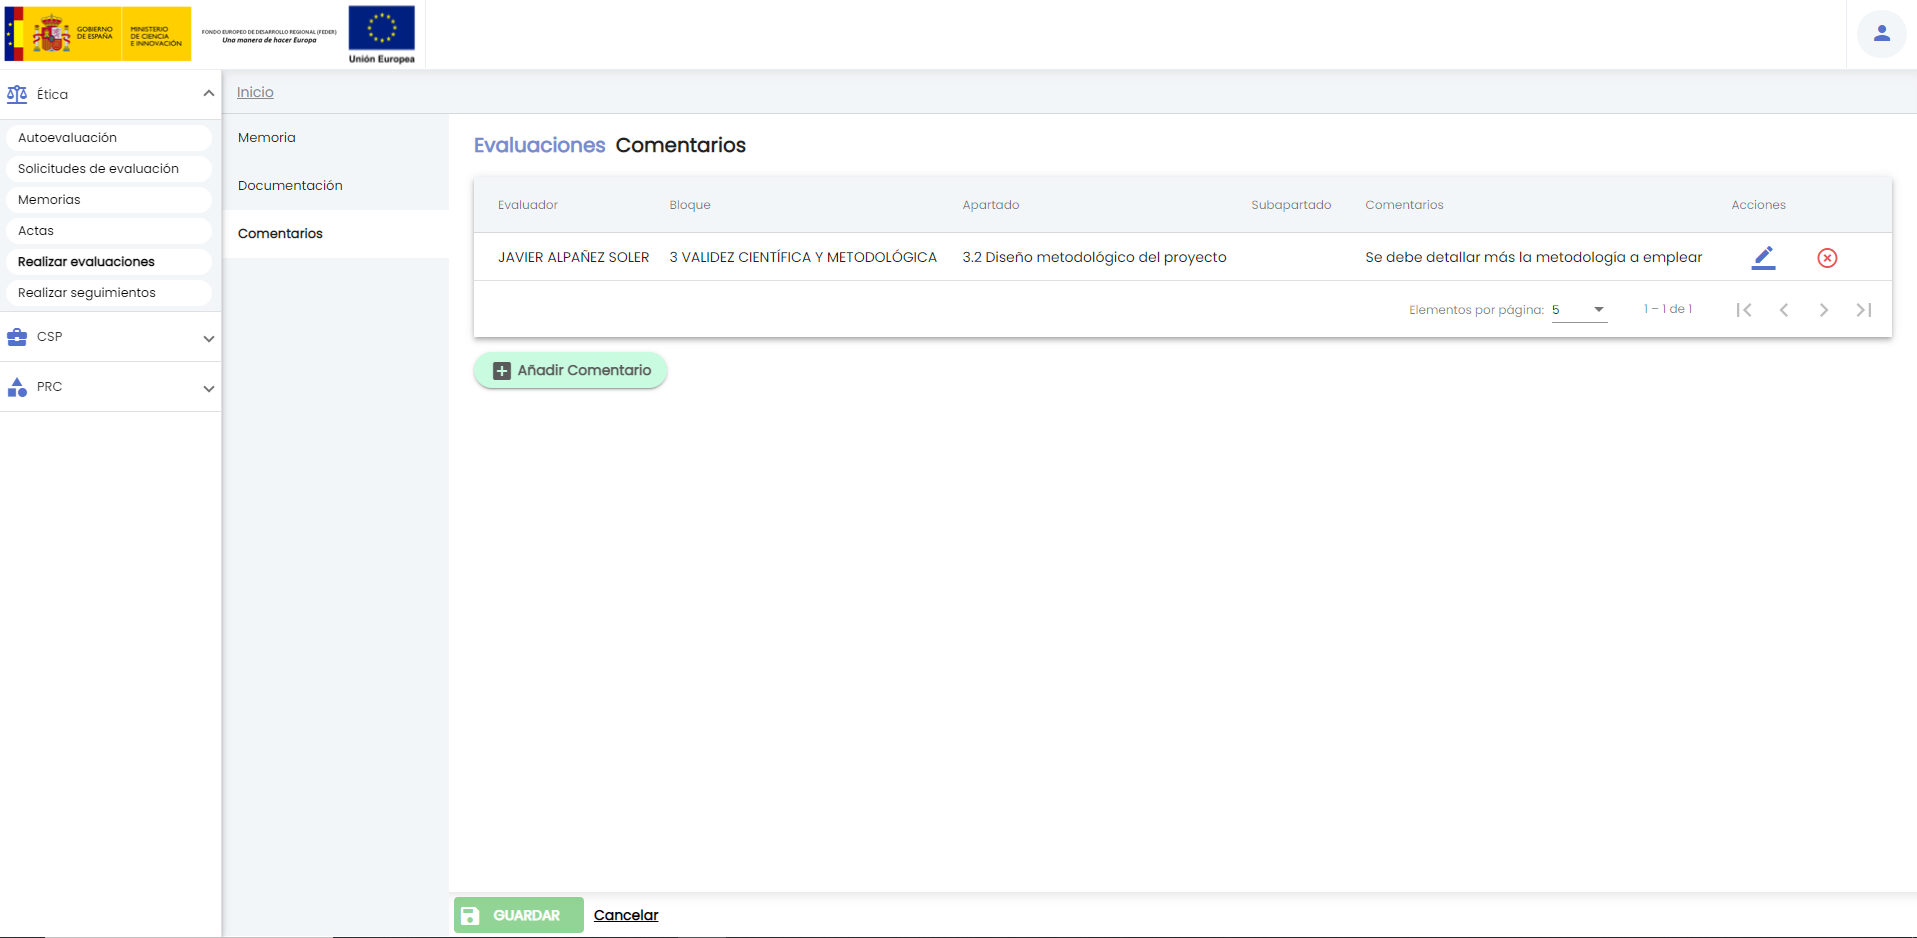 GOBIERNO
DE ESPAÑA
MINISTERIO
DE CIENCIA
E INNOVACIÓN
FONDO EUROPEO DE DESARROLLO REGIONAL (FEDER)
Una manera de hacer Europa
Unión Europea
Ética
Autoevaluación
Solicitudes de evaluación
Memorias
Actas
Realizar evaluaciones
Realizar seguimientos
CSP
PRC
Inicio
Memoria
Documentación
Comentarios
Evaluaciones Comentarios
Evaluador Bloque Apartado Subapartado Comentarios Acciones
JAVIER ALPAÑEZ SOLER 3 VALIDEZ CIENTÍFICA Y METODOLÓGICA 3.2 Diseño metodológico del proyecto Se debe detallar más la metodología a emplear
Elementos por página: 5 1 – 1 de 1
Añadir Comentario
GUARDAR Cancelar